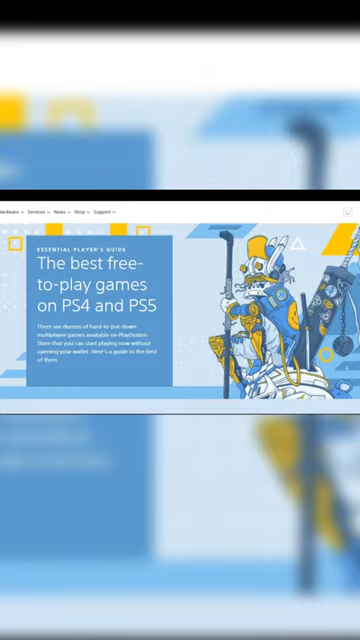 Hardware Services News Shop Support
ESSENTIAL PLAYER'S GUIDE
The best free-
to-play games
on PS4 and PS5
There are dozens of hard-to-put-down
multiplayer games available on PlayStation
Store that you can start playing now without
opening your wallet. Here's a guide to the best
of them.